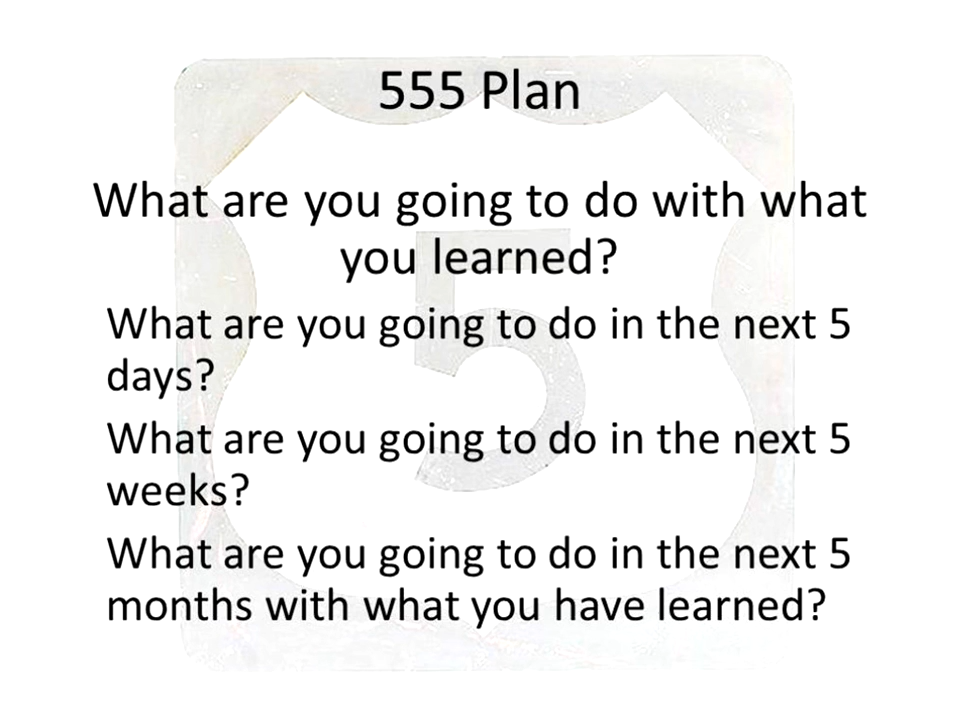 555 Plan
What are you going to do with what
you learned?
What are you going to do in the next 5
days?
What are you going to do in the next 5
weeks?
What are you going to do in the next 5
months with what you have learned?
5